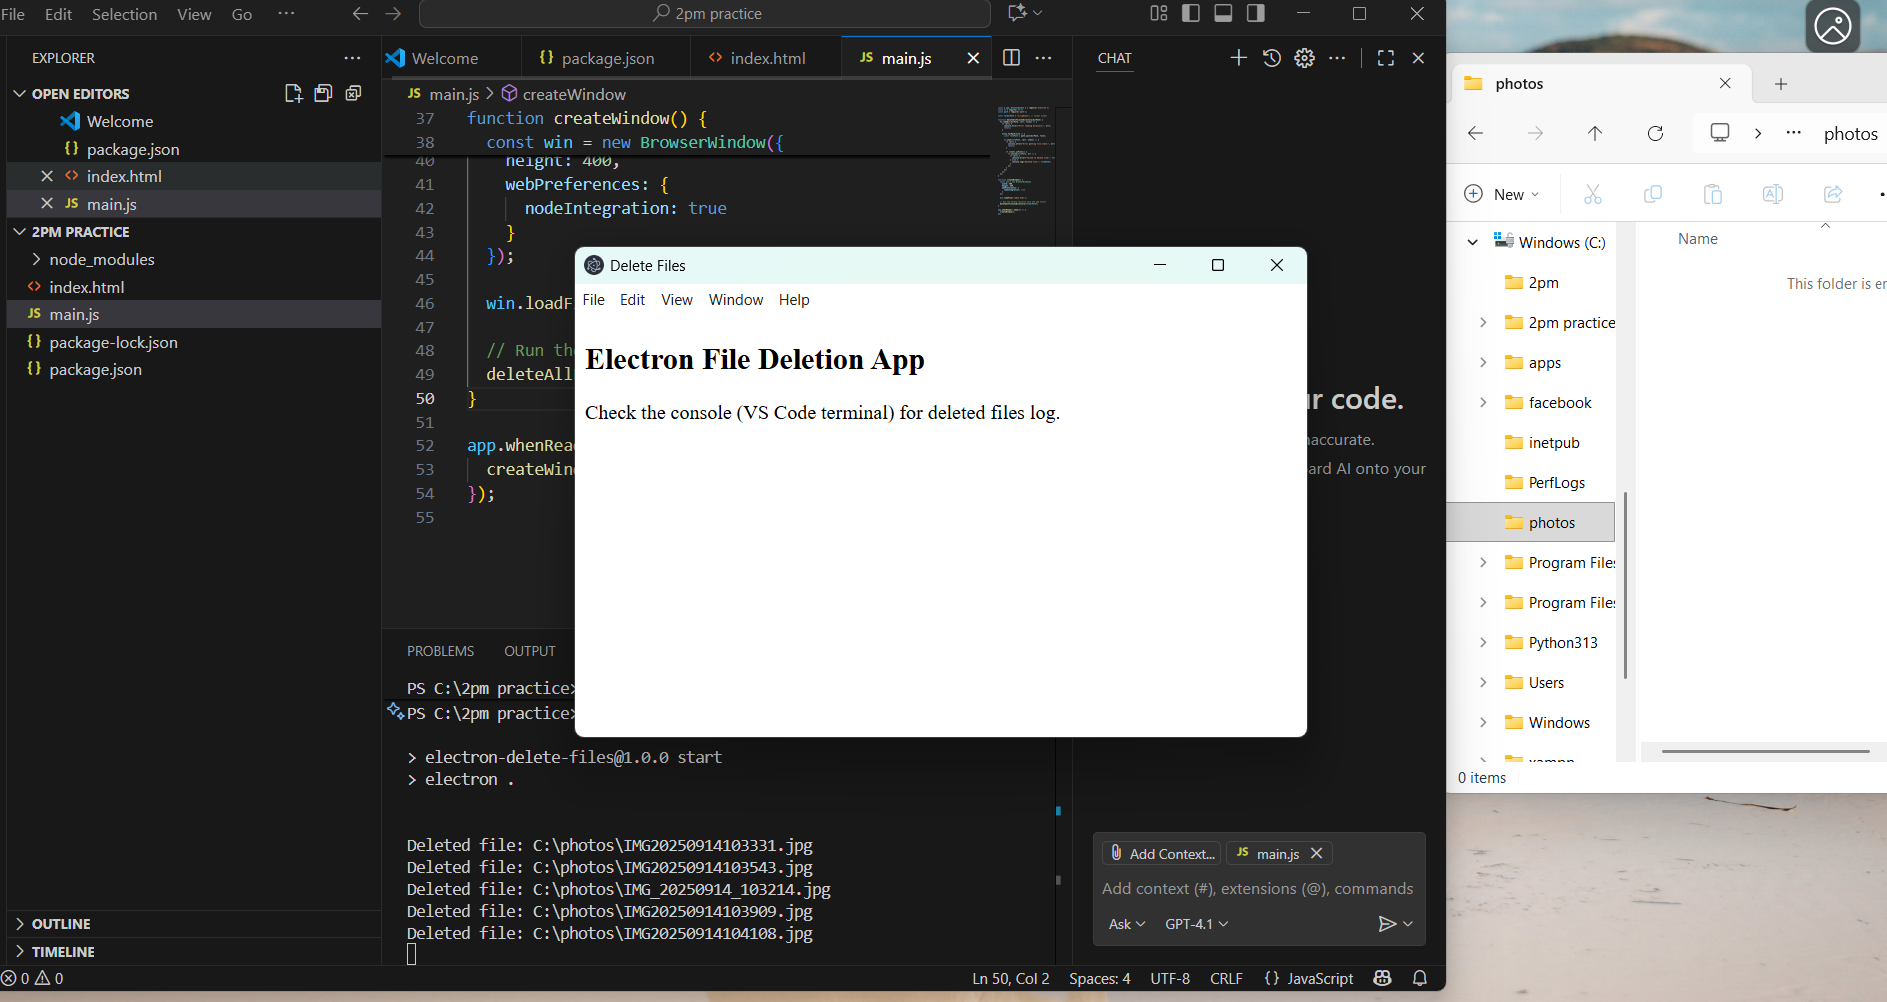 File Edit Selection View Go ··· 2pm practice
EXPLORER
OPEN EDITORS
Welcome
{} package.json
<> index.html
JS main.js
2PM PRACTICE
node_modules
<> index.html
JS main.js
{} package-lock.json
{} package.json
OUTLINE
TIMELINE
Welcome {} package.json <> index.html JS main.js
JS main.js > createWindow
37 function createWindow() {
38 const win = new BrowserWindow({
40 height: 400,
41 webPreferences: {
42 nodeIntegration: true
43 }
44 });
45
46 win.loadF
47
48 // Run th
49 deleteAll
50 }
51
52 app.whenRea
53 createWin
54 });
55
Delete Files
File Edit View Window Help
Electron File Deletion App
Check the console (VS Code terminal) for deleted files log.
PROBLEMS OUTPUT
PS C:\2pm practice>
PS C:\2pm practice>
> electron-delete-files@1.0.0 start
> electron .
Deleted file: C:\photos\IMG20250914103331.jpg
Deleted file: C:\photos\IMG20250914103543.jpg
Deleted file: C:\photos\IMG_20250914_103214.jpg
Deleted file: C:\photos\IMG20250914103909.jpg
Deleted file: C:\photos\IMG20250914104108.jpg
CHAT
r code.
naccurate.
ard AI onto your
Add Context... JS main.js
Add context (#), extensions (@), commands
Ask GPT-4.1
0 0 Ln 50, Col 2 Spaces: 4 UTF-8 CRLF {} JavaScript
photos
photos
New
Name
This folder is e
Windows (C:)
2pm
2pm practice
apps
facebook
inetpub
PerfLogs
photos
Program Files
Program Files
Python313
Users
Windows
xampp
0 items